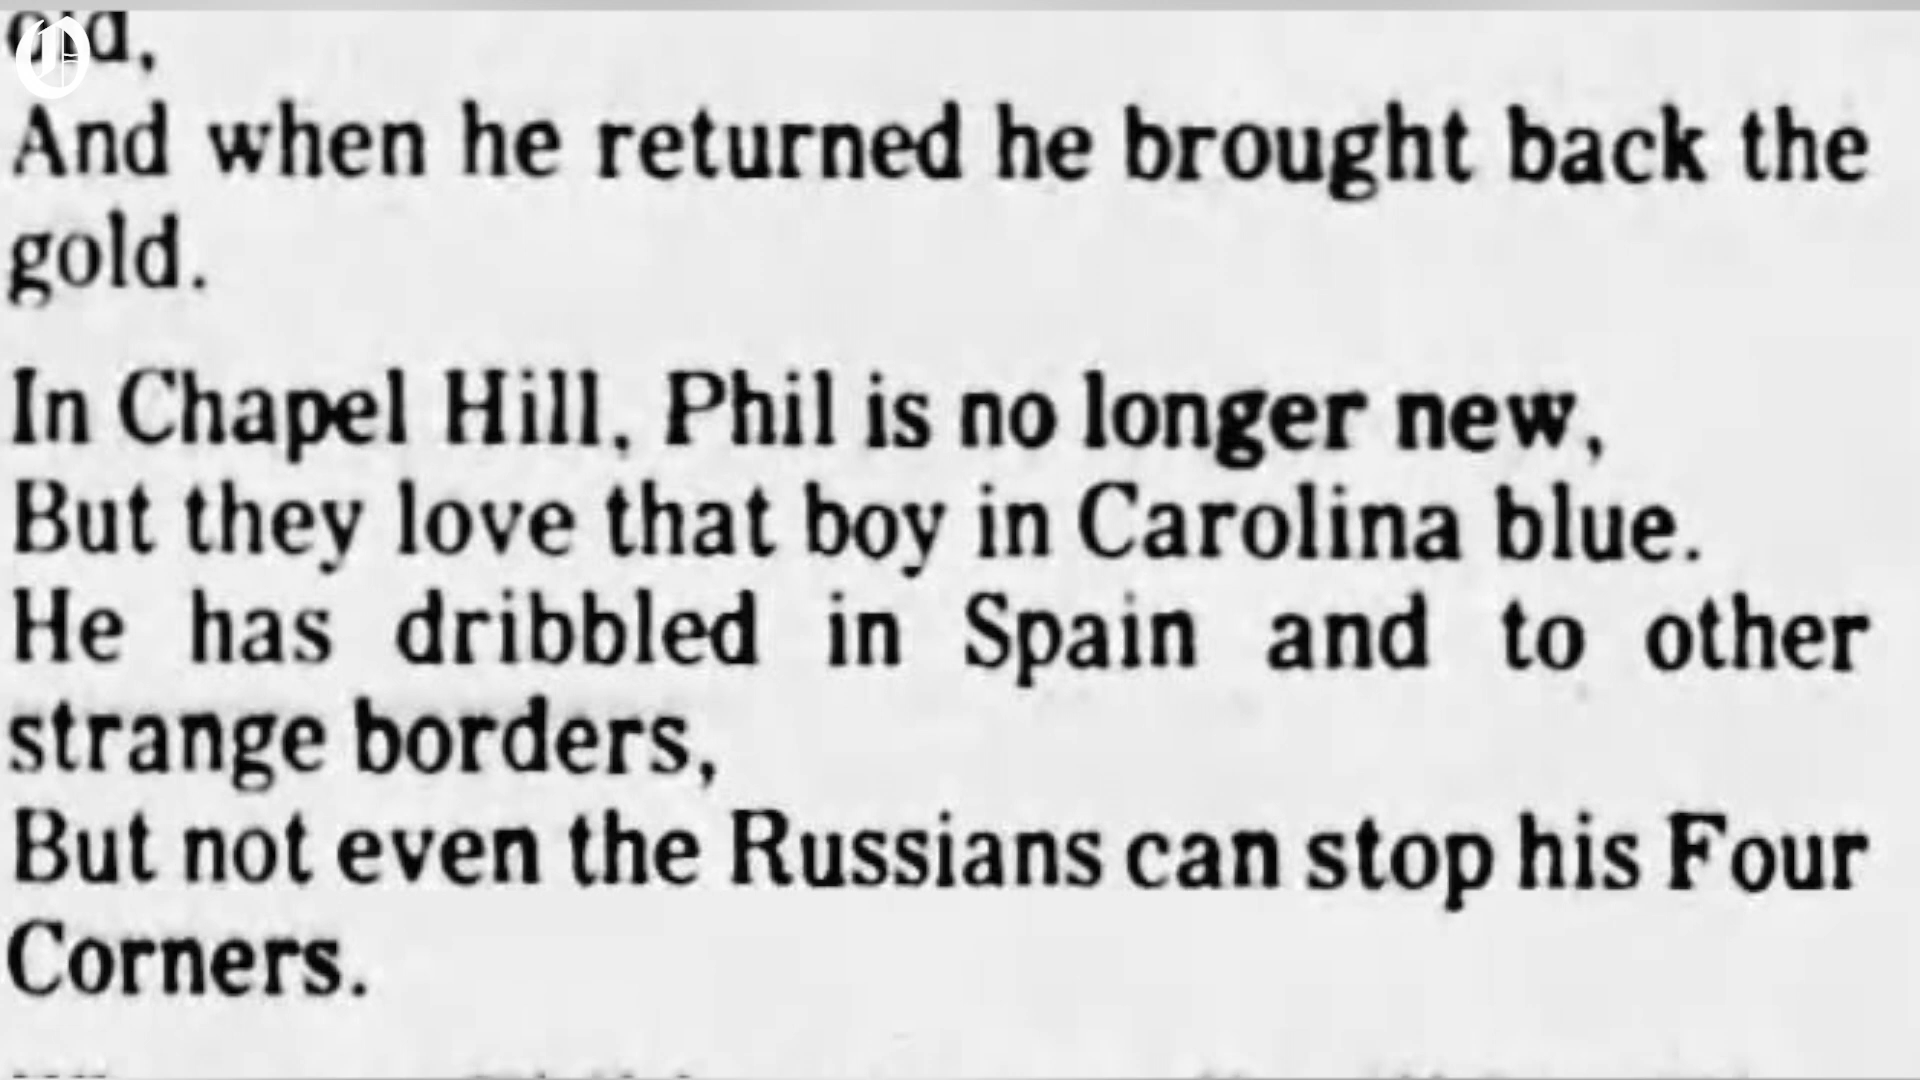 old,
And when he returned he brought back the
gold.
In Chapel Hill, Phil is no longer new,
But they love that boy in Carolina blue.
He has dribbled in Spain and to other
strange borders,
But not even the Russians can stop his Four
Corners.